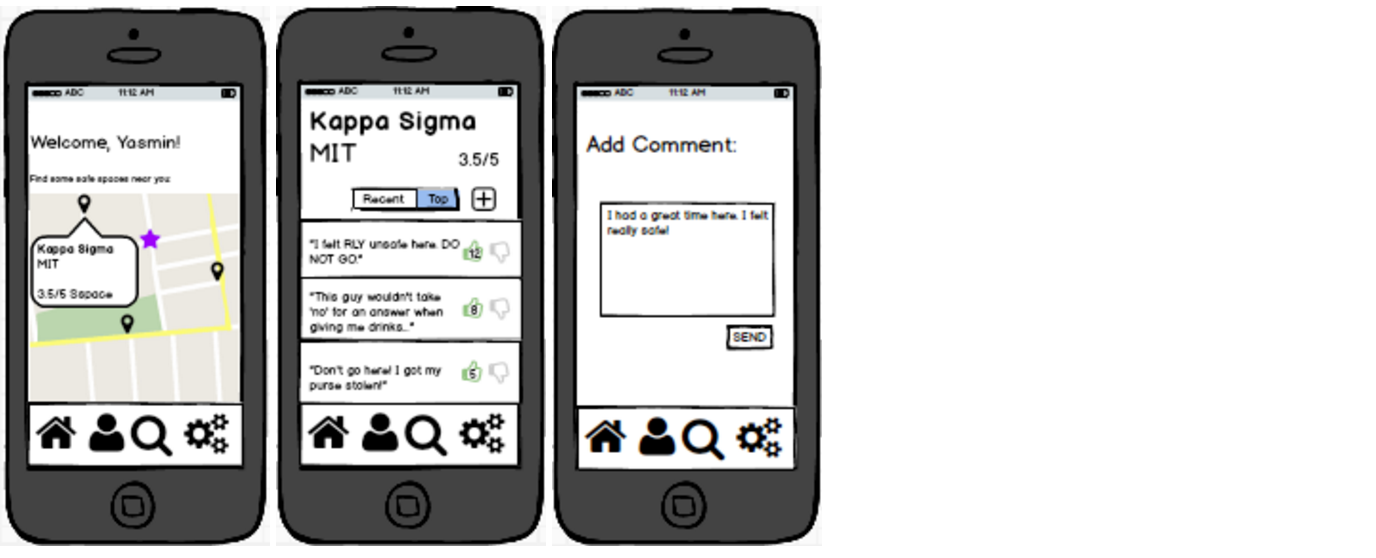 ABC 11:12 AM
Welcome, Yasmin!
Find some safe spaces near you:
Kappa Sigma
MIT
3.5/5 Sspace
ABC 11:12 AM
Kappa Sigma
MIT
3.5/5
Recent Top
"I felt RLY unsafe here. DO
NOT GO."
12
"This guy wouldn't take
'no' for an answer when
giving me drinks..."
8
"Don't go here! I got my
purse stolen!"
5
ABC 11:12 AM
Add Comment:
I had a great time here. I felt
really safe!
SEND